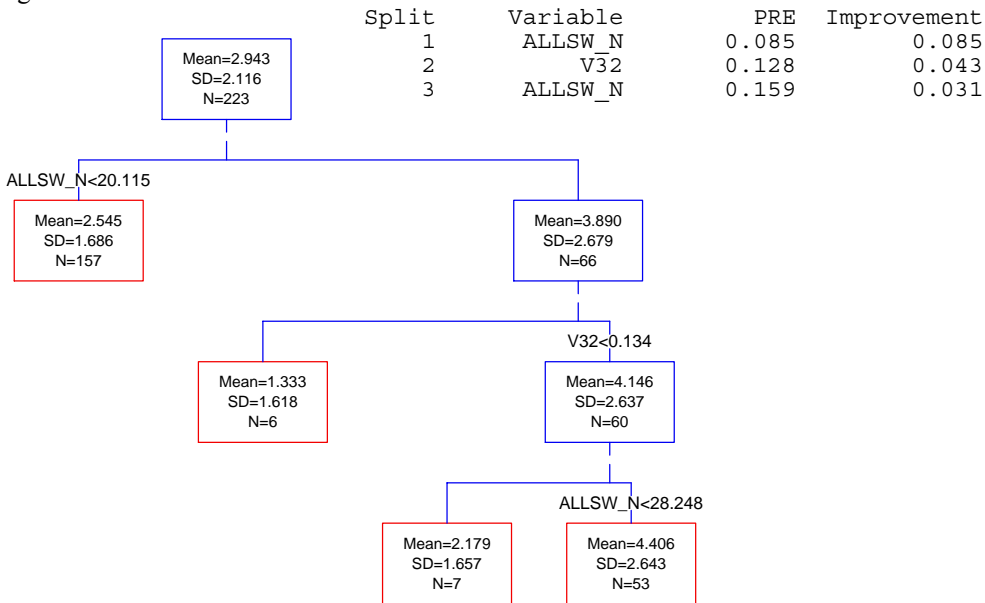 Split Variable PRE Improvement
1 ALLSW_N 0.085 0.085
2 V32 0.128 0.043
3 ALLSW_N 0.159 0.031
Mean=2.943
SD=2.116
N=223
ALLSW_N<20.115
Mean=2.545
SD=1.686
N=157
Mean=3.890
SD=2.679
N=66
V32<0.134
Mean=1.333
SD=1.618
N=6
Mean=4.146
SD=2.637
N=60
ALLSW_N<28.248
Mean=2.179
SD=1.657
N=7
Mean=4.406
SD=2.643
N=53